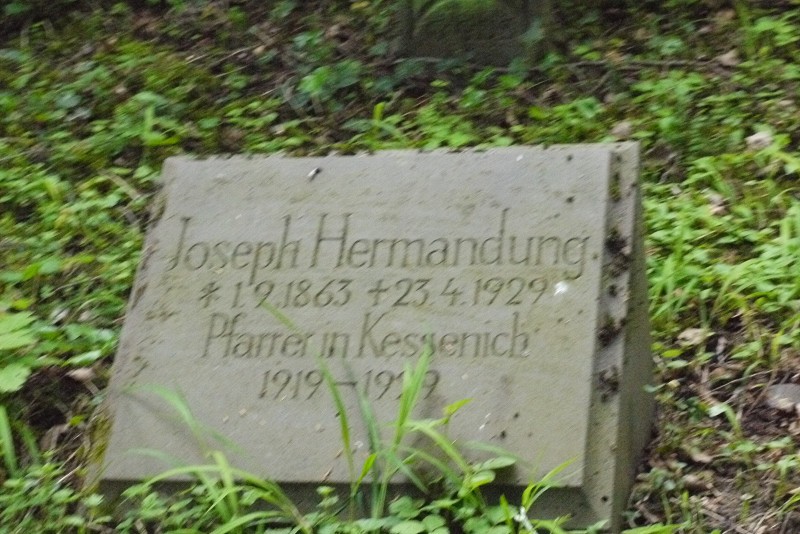 Joseph Hermandung
* 1.9.1863 +23.4.1929
Pfarrer in Kessenich
1919-1929